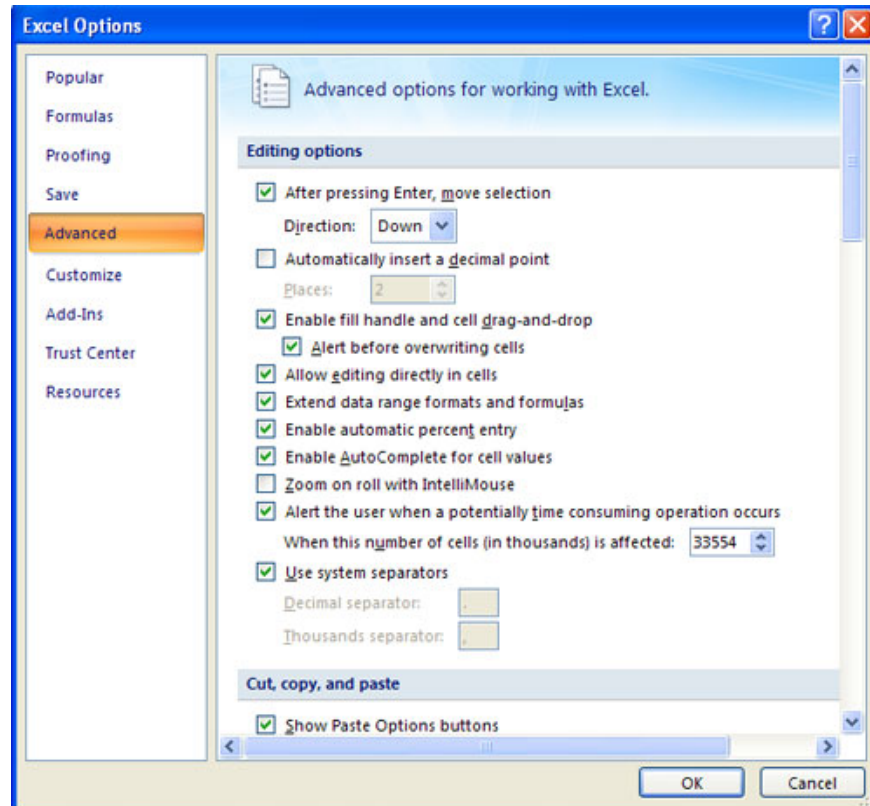 Excel Options
Popular
Formulas
Proofing
Save
Advanced
Customize
Add-Ins
Trust Center
Resources
Advanced options for working with Excel.
Editing options
After pressing Enter, move selection
Direction: Down
Automatically insert a decimal point
Places: 2
Enable fill handle and cell drag-and-drop
Alert before overwriting cells
Allow editing directly in cells
Extend data range formats and formulas
Enable automatic percent entry
Enable AutoComplete for cell values
Zoom on roll with IntelliMouse
Alert the user when a potentially time consuming operation occurs
When this number of cells (in thousands) is affected: 33554
Use system separators
Decimal separator: .
Thousands separator: ,
Cut, copy, and paste
Show Paste Options buttons
OK Cancel